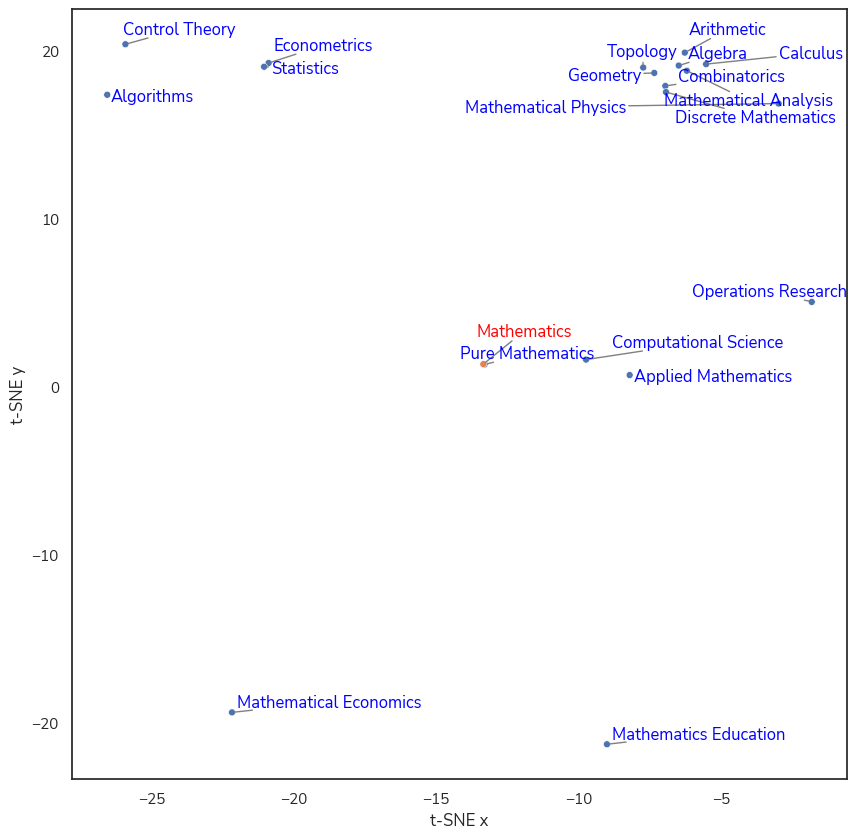 Control Theory
Arithmetic
Econometrics
Topology
Algebra
Calculus
Statistics
Geometry
Combinatorics
Algorithms
Mathematical Analysis
Mathematical Physics
Discrete Mathematics
Operations Research
Mathematics
Computational Science
Pure Mathematics
Applied Mathematics
Mathematical Economics
Mathematics Education
20
10
0
−10
−20
t-SNE y
−25
−20
−15
−10
−5
t-SNE x